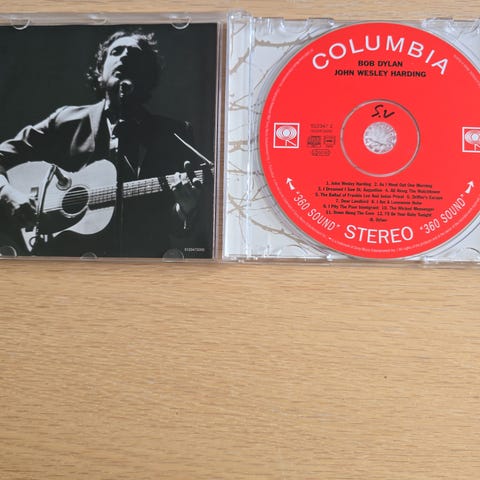 COLUMBIA
BOB DYLAN
JOHN WESLEY HARDING
S.V
512347 2
1. John Wesley Harding 2. As I Went Out One Morning
3. I Dreamed I Saw St. Augustine 4. All Along The Watchtower
5. The Ballad of Frankie Lee And Judas Priest 6. Drifter's Escape
7. Dear Landlord 8. I Am A Lonesome Hobo
9. I Pity The Poor Immigrant 10. The Wicked Messenger
11. Down Along The Cove 12. I'll Be Your Baby Tonight
B. Dylan
"360 SOUND" STEREO "360 SOUND"